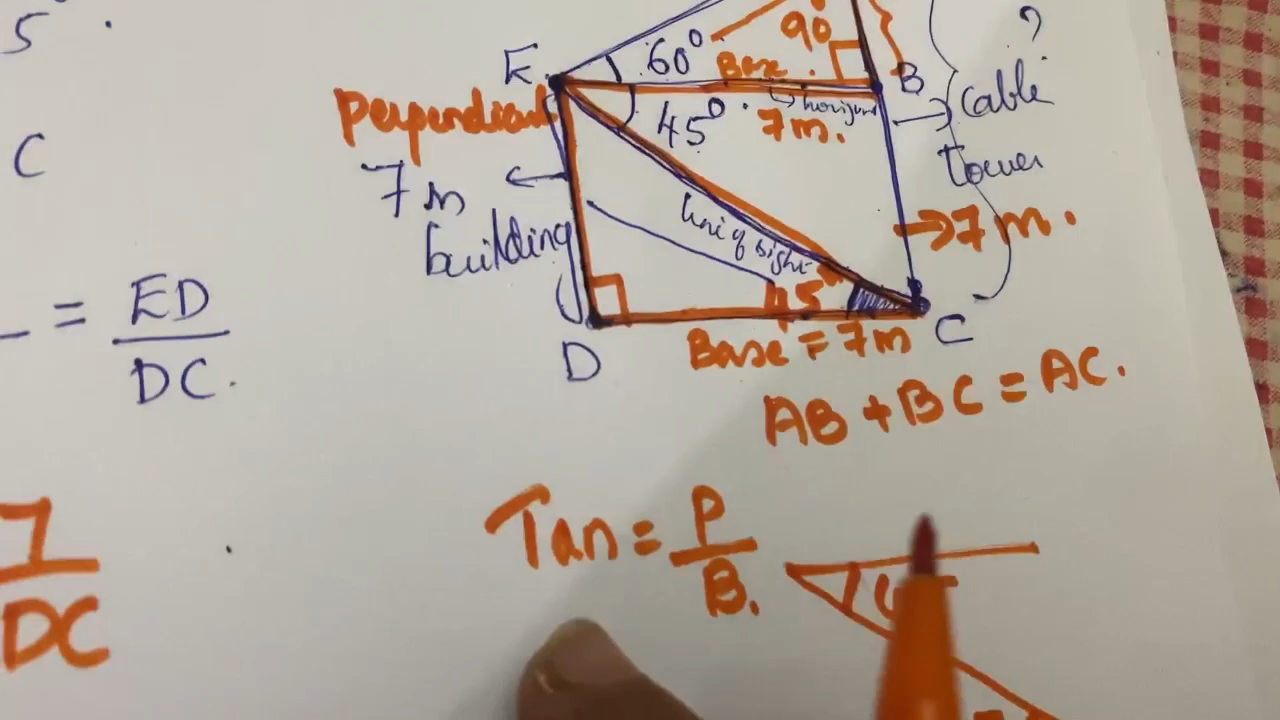 5°.
90
60°
E
Base.
B
?
Perpendicular
45°
7m.
cable
tower
C
7m
building
line of sight
7m.
45°
= ED
DC.
D
Base = 7m
C
AB + BC = AC.
7
DC
Tan = P
B.